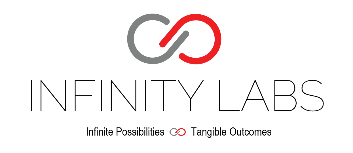 INFINITY LABS
Infinite Possibilities Tangible Outcomes